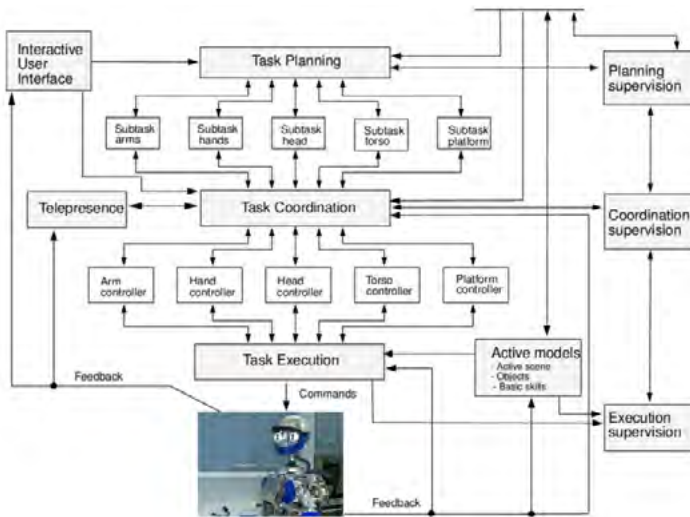 Interactive
User
Interface
Task Planning
Planning
supervision
Subtask
arms
Subtask
hands
Subtask
head
Subtask
torso
Subtask
platform
Telepresence
Task Coordination
Coordination
supervision
Arm
controller
Hand
controller
Head
controller
Torso
controller
Platform
controller
Task Execution
Active models
- Active scene
- Objects
- Basic skills
Feedback
Commands
Execution
supervision
Feedback